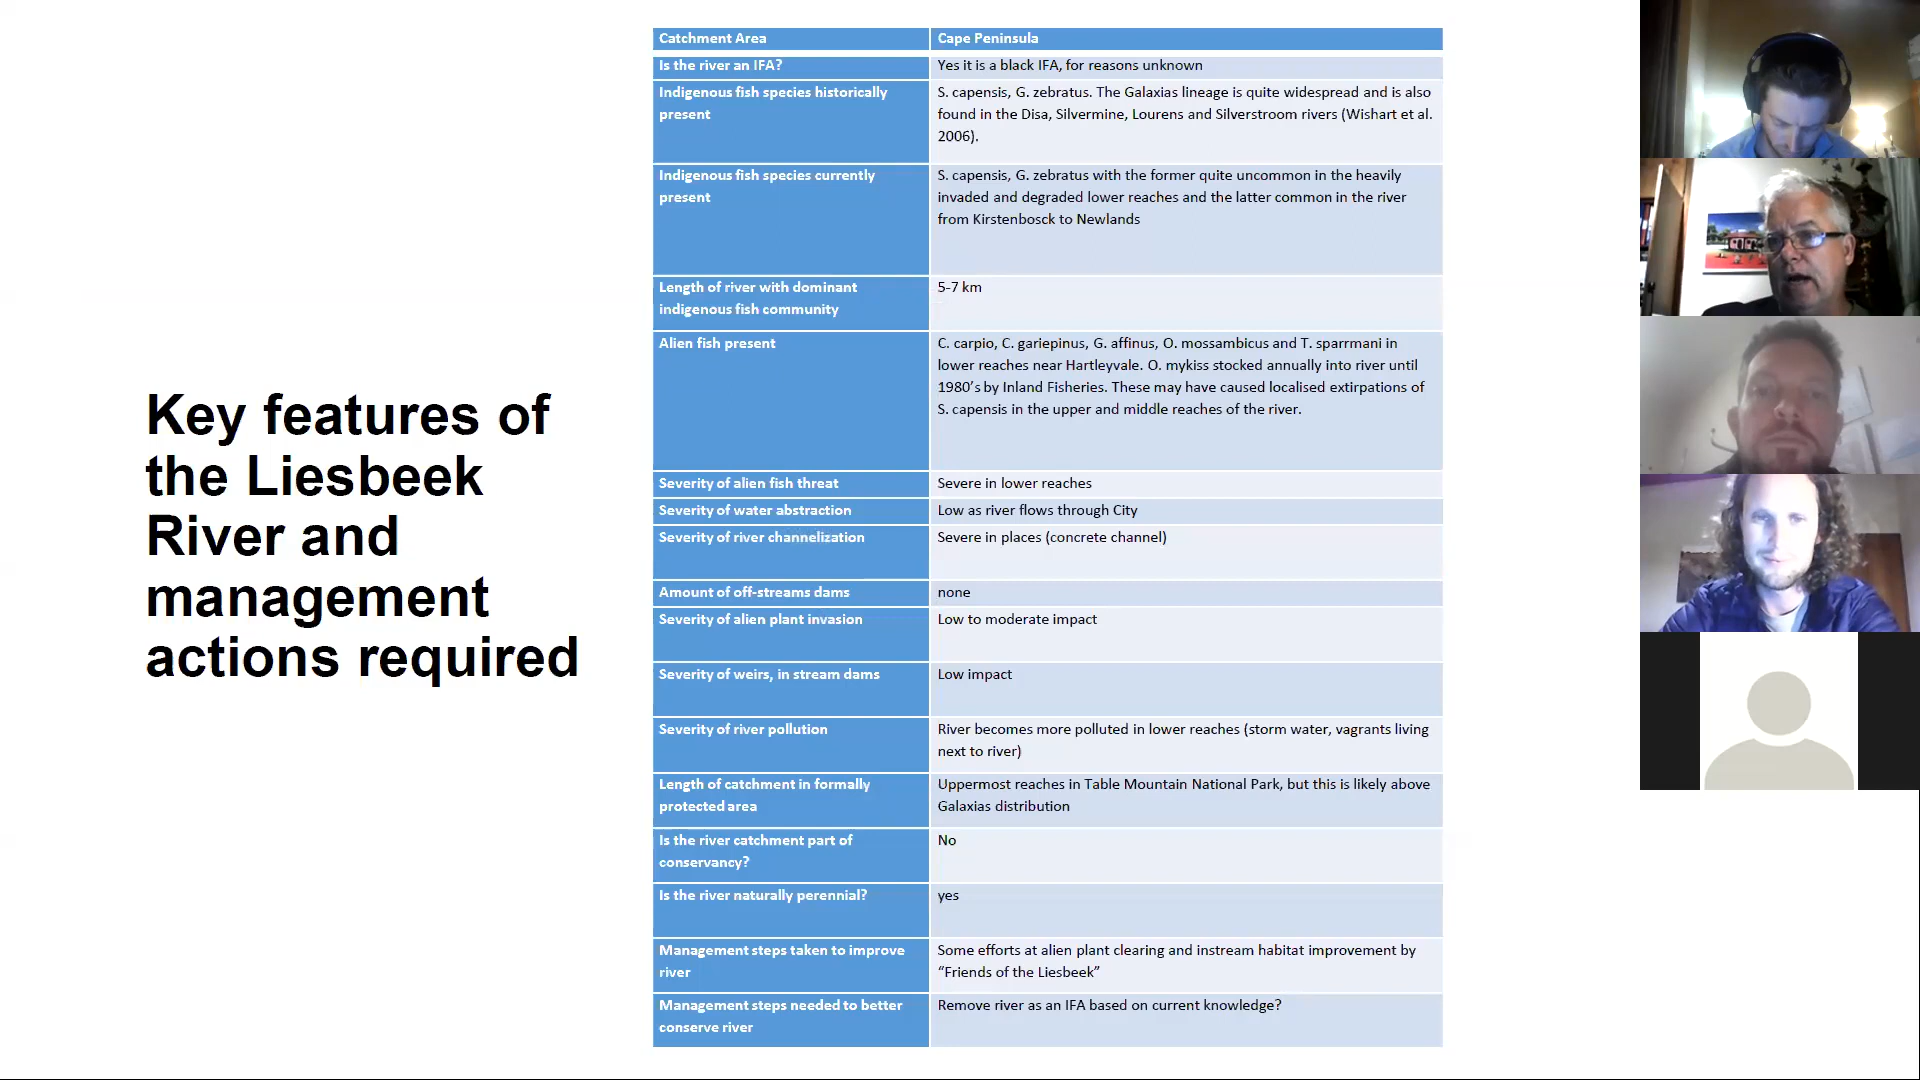 Key features of
the Liesbeek
River and
management
actions required
Catchment Area
Cape Peninsula
Is the river an IFA?
Yes it is a black IFA, for reasons unknown
Indigenous fish species historically
present
S. capensis, G. zebratus. The Galaxias lineage is quite widespread and is also
found in the Disa, Silvermine, Lourens and Silverstroom rivers (Wishart et al.
2006).
Indigenous fish species currently
present
S. capensis, G. zebratus with the former quite uncommon in the heavily
invaded and degraded lower reaches and the latter common in the river
from Kirstenbosck to Newlands
Length of river with dominant
indigenous fish community
5-7 km
Alien fish present
C. carpio, C. gariepinus, G. affinus, O. mossambicus and T. sparrmani in
lower reaches near Hartleyvale. O. mykiss stocked annually into river until
1980's by Inland Fisheries. These may have caused localised extirpations of
S. capensis in the upper and middle reaches of the river.
Severity of alien fish threat
Severe in lower reaches
Severity of water abstraction
Low as river flows through City
Severity of river channelization
Severe in places (concrete channel)
Amount of off-streams dams
none
Severity of alien plant invasion
Low to moderate impact
Severity of weirs, in stream dams
Low impact
Severity of river pollution
River becomes more polluted in lower reaches (storm water, vagrants living
next to river)
Length of catchment in formally
protected area
Uppermost reaches in Table Mountain National Park, but this is likely above
Galaxias distribution
Is the river catchment part of
conservancy?
No
Is the river naturally perennial?
yes
Management steps taken to improve
river
Some efforts at alien plant clearing and instream habitat improvement by
“Friends of the Liesbeek”
Management steps needed to better
conserve river
Remove river as an IFA based on current knowledge?